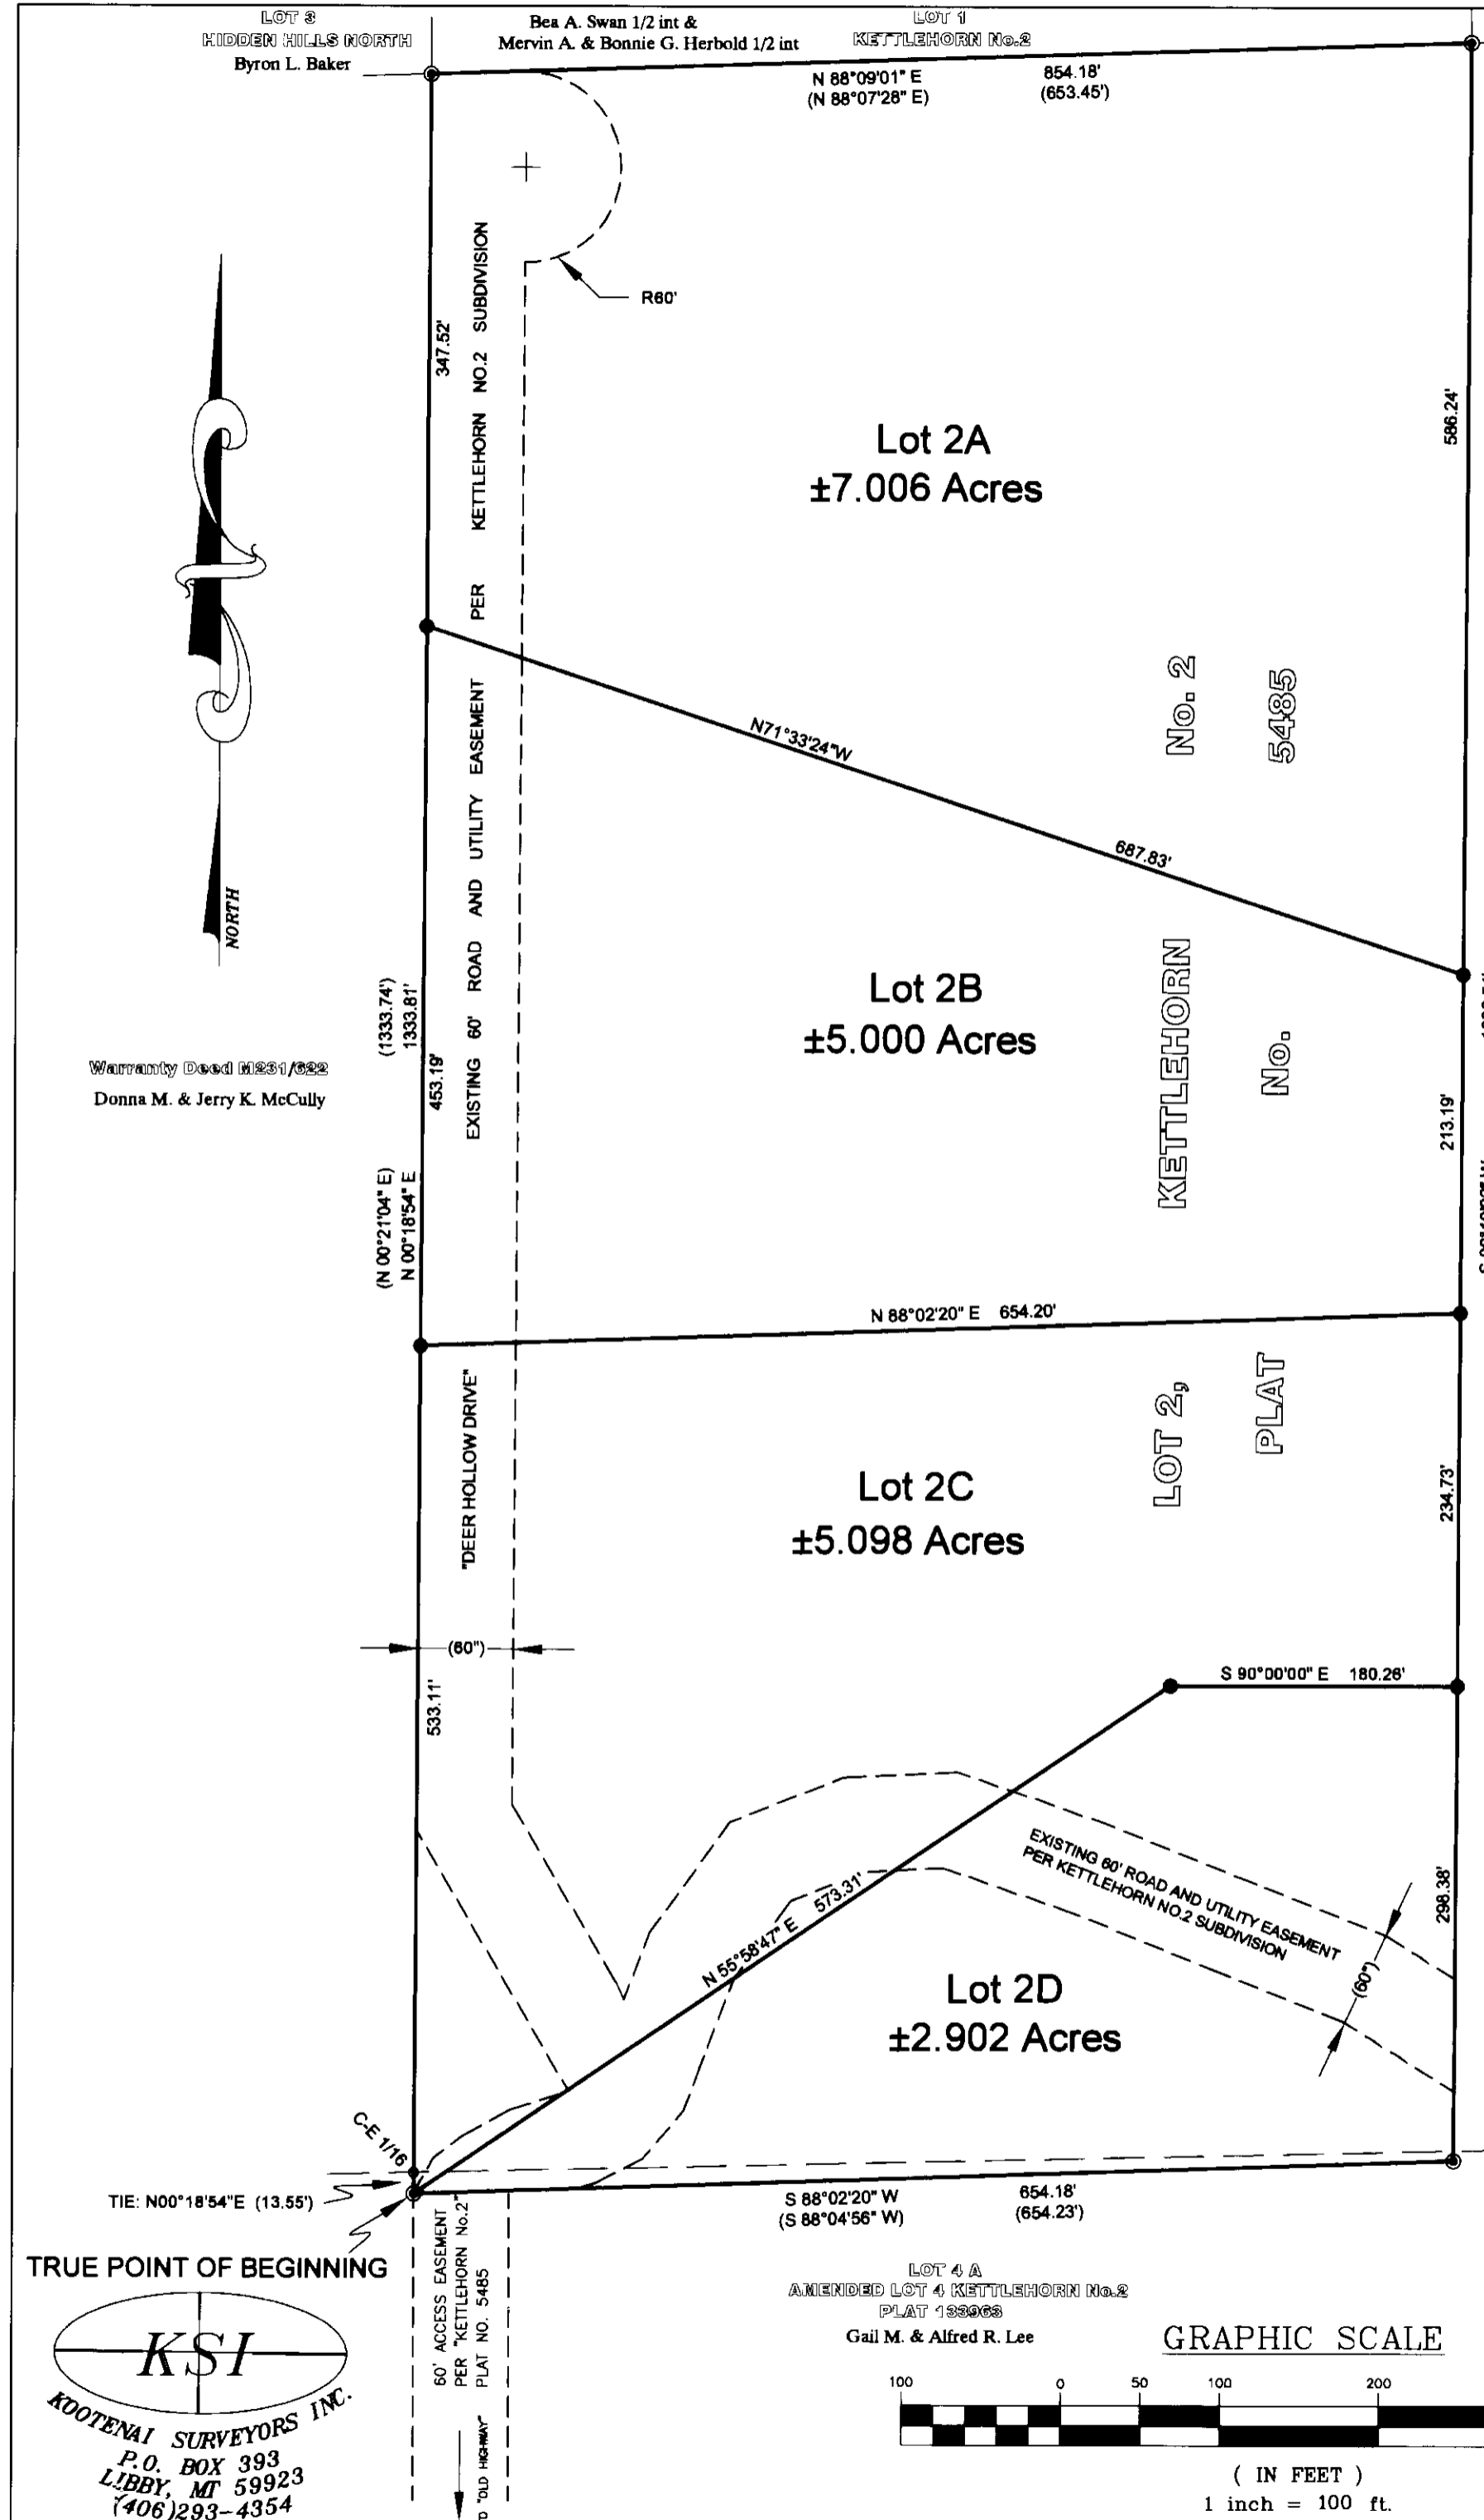 LOT 3
HIDDEN HILLS NORTH
Byron L. Baker
Bea A. Swan 1/2 int &
Mervin A. & Bonnie G. Herbold 1/2 int
LOT 1
KETTLEHORN No.2
N 88°09'01" E 854.18'
(N 88°07'28" E) (653.45')
R60'
347.52'
EXISTING 60' ROAD AND UTILITY EASEMENT PER KETTLEHORN NO.2 SUBDIVISION
586.24'
Lot 2A
±7.006 Acres
NORTH
N71°33'24"W
687.83'
LOT 2, KETTLEHORN No. 2
PLAT No. 5485
Warranty Deed M231/622
Donna M. & Jerry K. McCully
(N 00°21'04" E) (1333.74')
N 00°18'54" E 1333.81'
453.19'
Lot 2B
±5.000 Acres
213.19'
N 88°02'20" E 654.20'
"DEER HOLLOW DRIVE"
Lot 2C
±5.098 Acres
234.73'
(60")
533.11'
S 90°00'00" E 180.26'
N 55°58'47" E 573.31'
EXISTING 60' ROAD AND UTILITY EASEMENT
PER KETTLEHORN NO.2 SUBDIVISION
(60")
298.38'
Lot 2D
±2.902 Acres
C-E 1/16
TIE: N00°18'54"E (13.55')
S 88°02'20" W 654.18'
(S 88°04'56" W) (654.23')
TRUE POINT OF BEGINNING
60' ACCESS EASEMENT
PER "KETTLEHORN No.2"
PLAT NO. 5485
"OLD HIGHWAY"
LOT 4 A
AMENDED LOT 4 KETTLEHORN No.2
PLAT 133963
Gail M. & Alfred R. Lee
KSI
KOOTENAI SURVEYORS INC.
P.O. BOX 393
LIBBY, MT 59923
(406)293-4354
GRAPHIC SCALE
100 0 50 100 200
( IN FEET )
1 inch = 100 ft.